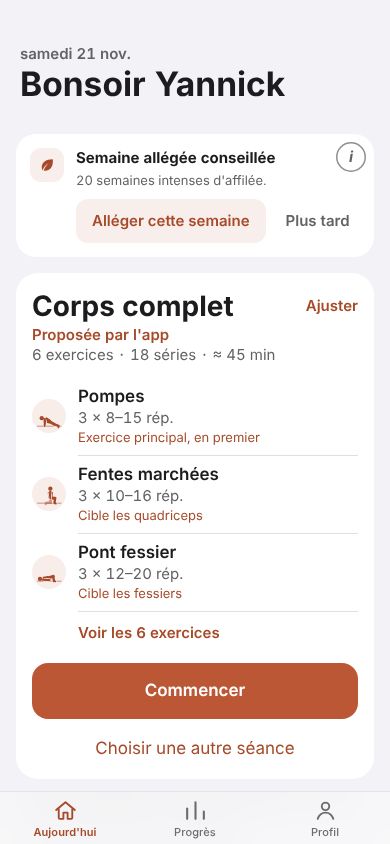 samedi 21 nov.
Bonsoir Yannick
Semaine allégée conseillée
i
20 semaines intenses d'affilée.
Alléger cette semaine
Plus tard
Corps complet
Ajuster
Proposée par l'app
6 exercices · 18 séries · ≈ 45 min
Pompes
3 × 8–15 rép.
Exercice principal, en premier
Fentes marchées
3 × 10–16 rép.
Cible les quadriceps
Pont fessier
3 × 12–20 rép.
Cible les fessiers
Voir les 6 exercices
Commencer
Choisir une autre séance
Aujourd'hui
Progrès
Profil